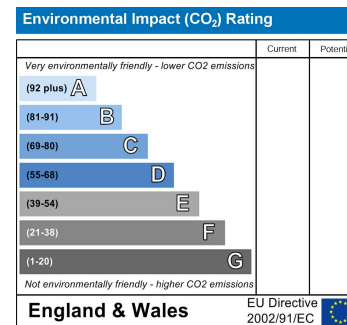 Environmental Impact (CO₂) Rating
Current Potenti
Very environmentally friendly - lower CO2 emissions
(92 plus) A
(81-91) B
(69-80) C
(55-68) D
(39-54) E
(21-38) F
(1-20) G
Not environmentally friendly - higher CO2 emissions
England & Wales
EU Directive
2002/91/EC